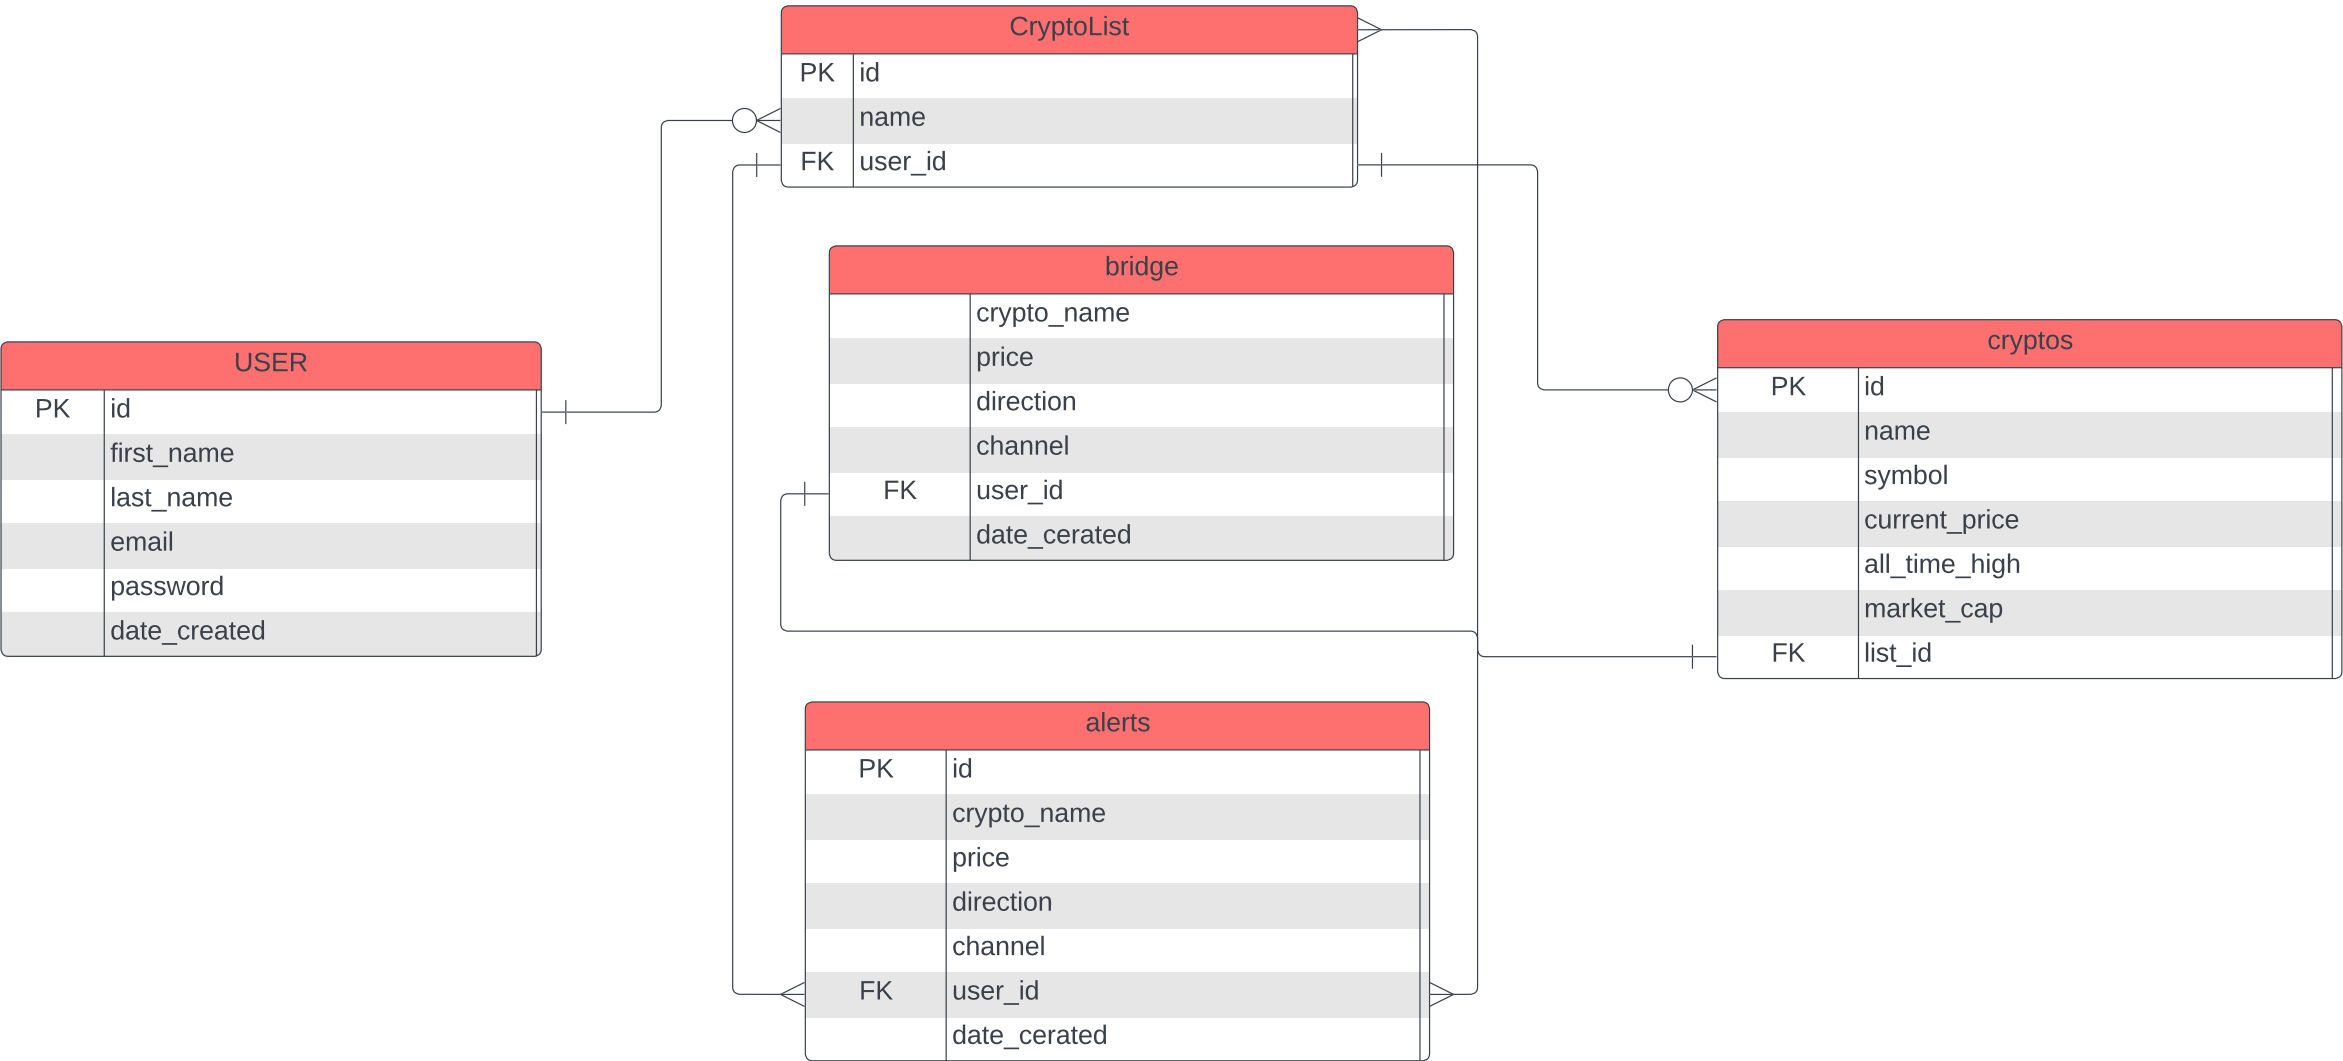 CryptoList
PK id
name
FK user_id
bridge
crypto_name
price
direction
channel
FK user_id
date_cerated
USER
PK id
first_name
last_name
email
password
date_created
cryptos
PK id
name
symbol
current_price
all_time_high
market_cap
FK list_id
alerts
PK id
crypto_name
price
direction
channel
FK user_id
date_cerated